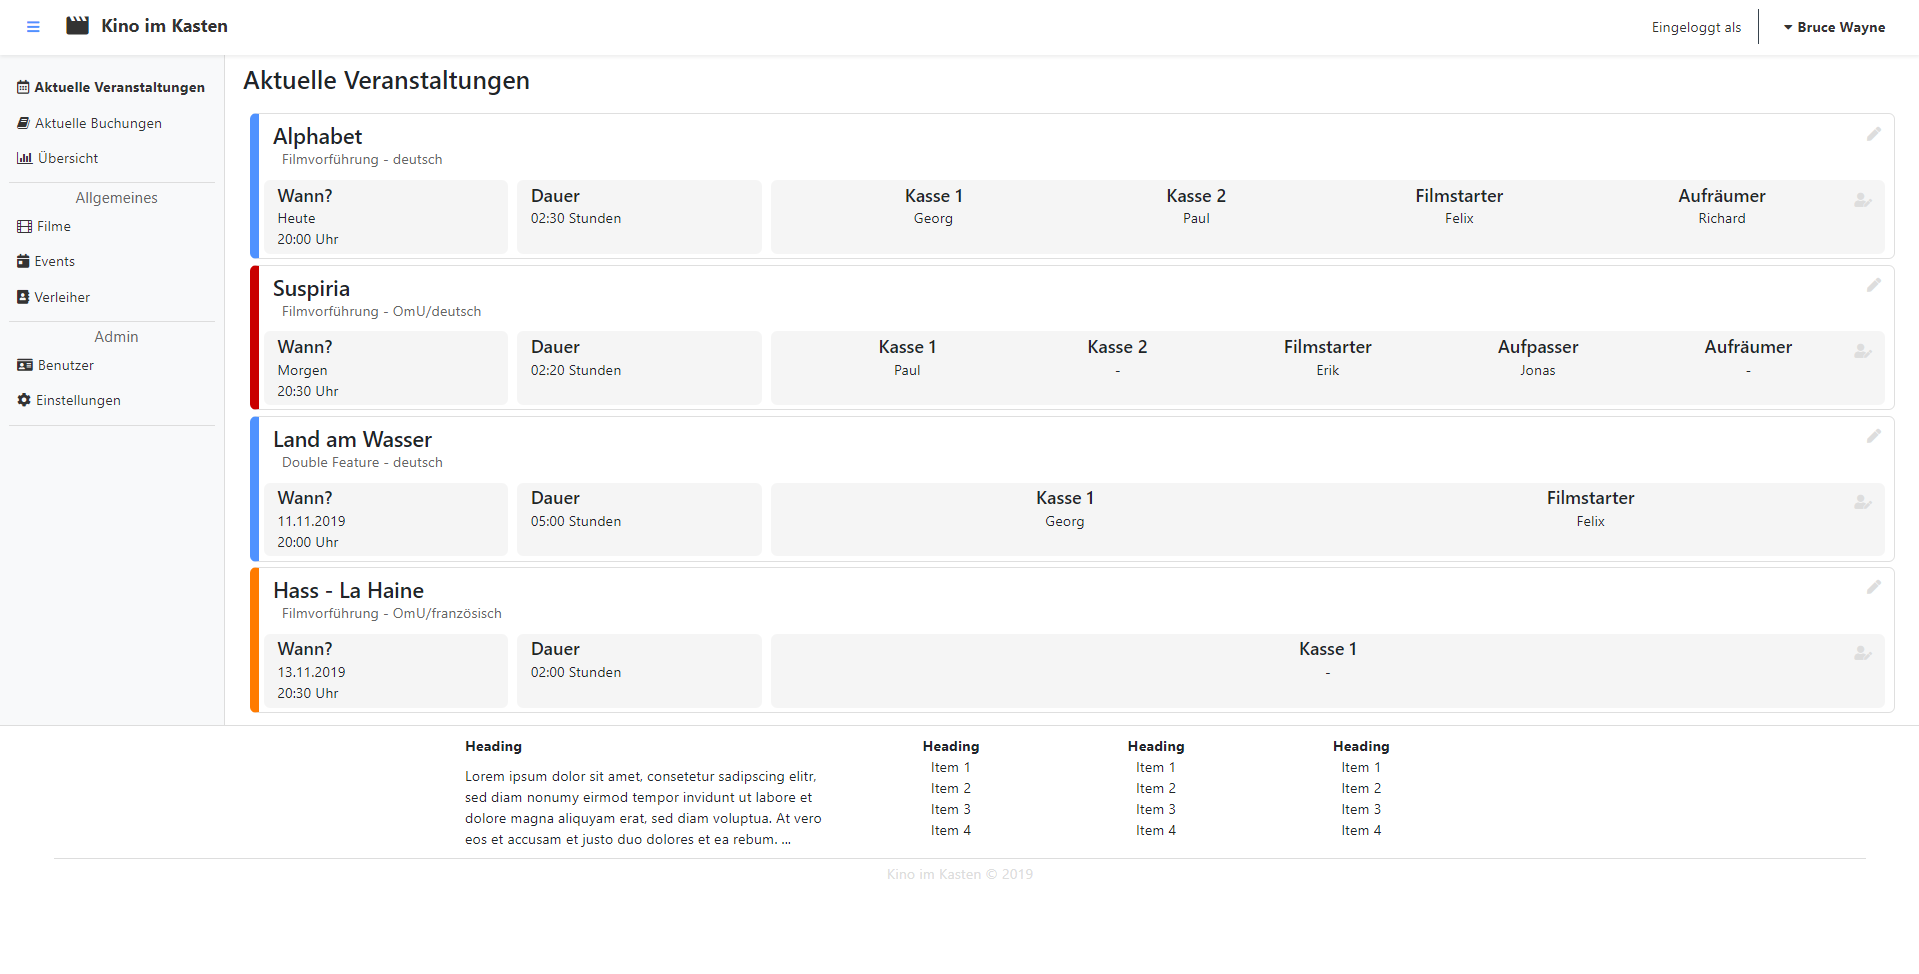 Kino im Kasten
Eingeloggt als
Bruce Wayne
Aktuelle Veranstaltungen
Aktuelle Buchungen
Übersicht
Allgemeines
Filme
Events
Verleiher
Admin
Benutzer
Einstellungen
Aktuelle Veranstaltungen
Alphabet
Filmvorführung - deutsch
Wann?
Heute
20:00 Uhr
Dauer
02:30 Stunden
Kasse 1
Georg
Kasse 2
Paul
Filmstarter
Felix
Aufräumer
Richard
Suspiria
Filmvorführung - OmU/deutsch
Wann?
Morgen
20:30 Uhr
Dauer
02:20 Stunden
Kasse 1
Paul
Kasse 2
-
Filmstarter
Erik
Aufpasser
Jonas
Aufräumer
-
Land am Wasser
Double Feature - deutsch
Wann?
11.11.2019
20:00 Uhr
Dauer
05:00 Stunden
Kasse 1
Georg
Filmstarter
Felix
Hass - La Haine
Filmvorführung - OmU/französisch
Wann?
13.11.2019
20:30 Uhr
Dauer
02:00 Stunden
Kasse 1
-
Heading
Lorem ipsum dolor sit amet, consetetur sadipscing elitr,
sed diam nonumy eirmod tempor invidunt ut labore et
dolore magna aliquyam erat, sed diam voluptua. At vero
eos et accusam et justo duo dolores et ea rebum. ...
Heading
Item 1
Item 2
Item 3
Item 4
Heading
Item 1
Item 2
Item 3
Item 4
Heading
Item 1
Item 2
Item 3
Item 4
Kino im Kasten © 2019